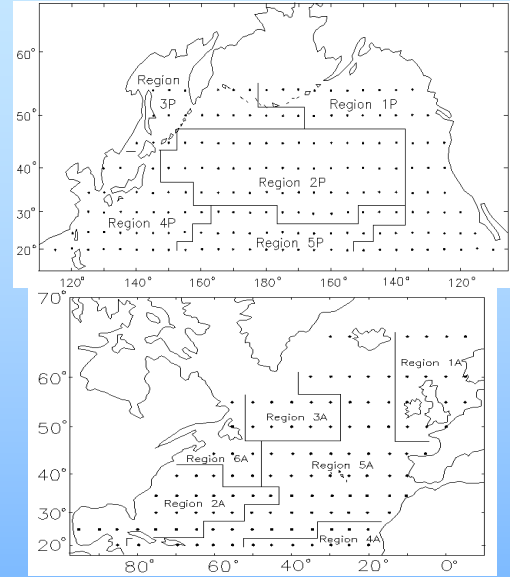 60°
Region
3P
Region 1P
50°
40°
Region 2P
30°
Region 4P
Region 5P
20°
120° 140° 160° 180° 160° 140° 120°
70°
Region 1A
60°
Region 3A
50°
Region 6A
Region 5A
40°
Region 2A
30°
Region 4A
20°
80° 60° 40° 20° 0°